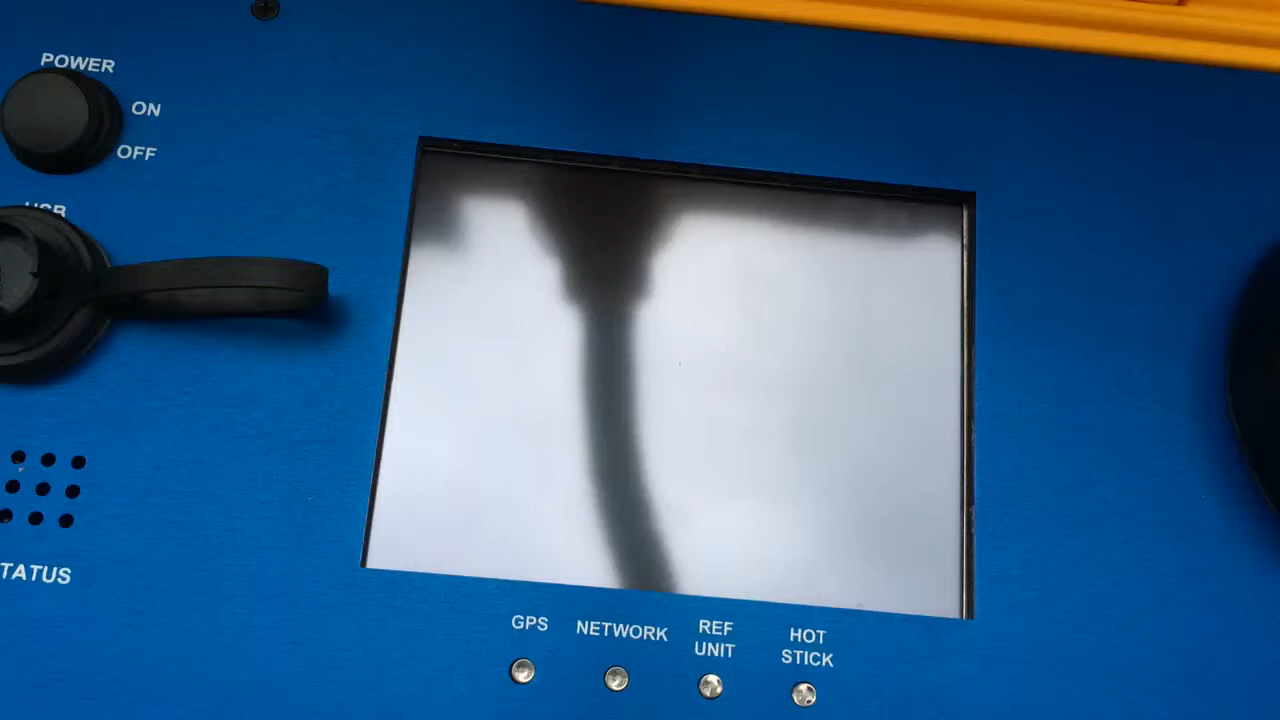 POWER
ON
OFF
USB
TATUS
GPS
NETWORK
REF
UNIT
HOT
STICK